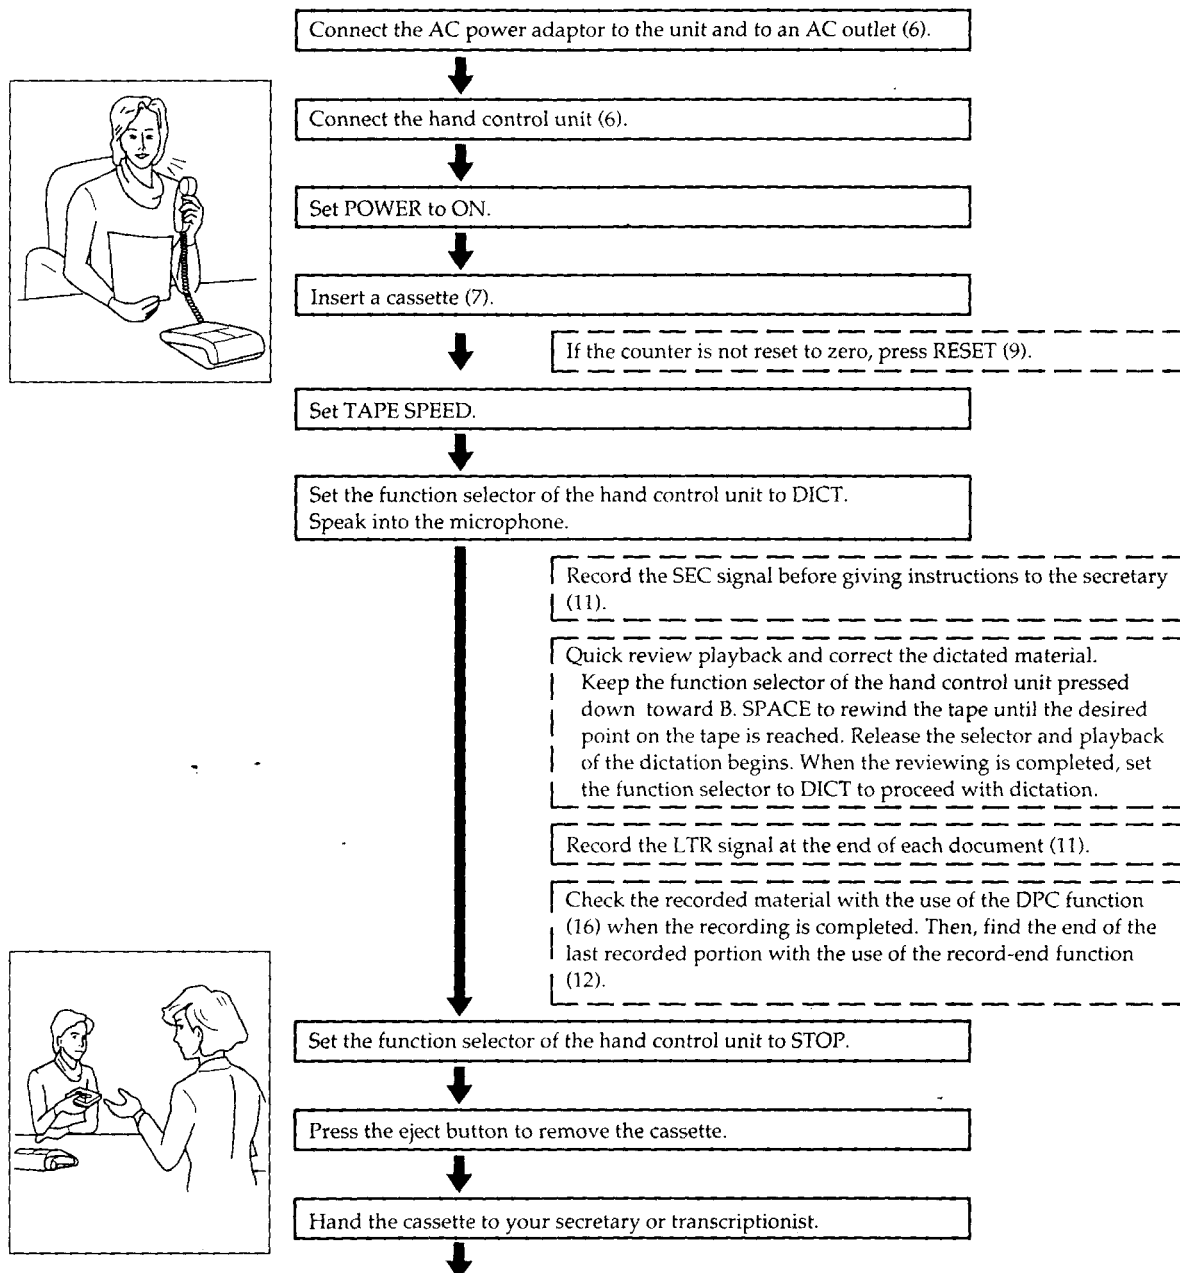 Connect the AC power adaptor to the unit and to an AC outlet (6).
Connect the hand control unit (6).
Set POWER to ON.
Insert a cassette (7).
If the counter is not reset to zero, press RESET (9).
Set TAPE SPEED.
Set the function selector of the hand control unit to DICT.
Speak into the microphone.
Record the SEC signal before giving instructions to the secretary
(11).
Quick review playback and correct the dictated material.
Keep the function selector of the hand control unit pressed
down toward B. SPACE to rewind the tape until the desired
point on the tape is reached. Release the selector and playback
of the dictation begins. When the reviewing is completed, set
the function selector to DICT to proceed with dictation.
Record the LTR signal at the end of each document (11).
Check the recorded material with the use of the DPC function
(16) when the recording is completed. Then, find the end of the
last recorded portion with the use of the record-end function
(12).
Set the function selector of the hand control unit to STOP.
Press the eject button to remove the cassette.
Hand the cassette to your secretary or transcriptionist.